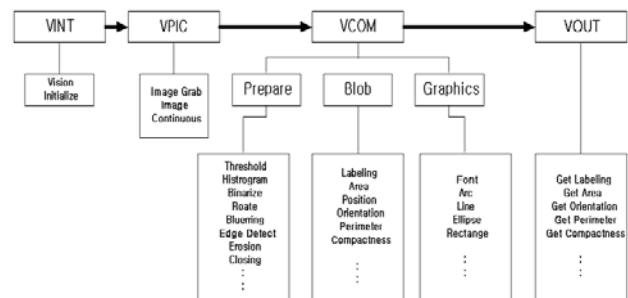 VINT
VPIC
VCOM
VOUT
Vision
Initialize
Image Grab
Image
Continuous
Prepare
Blob
Graphics
Threshold
Histrogram
Binarize
Roate
Bluerring
Edge Detect
Erosion
Closing
Labeling
Area
Position
Orientation
Perimeter
Compactness
Font
Arc
Line
Ellipse
Rectange
Get Labeling
Get Area
Get Orientation
Get Perimeter
Get Compactness